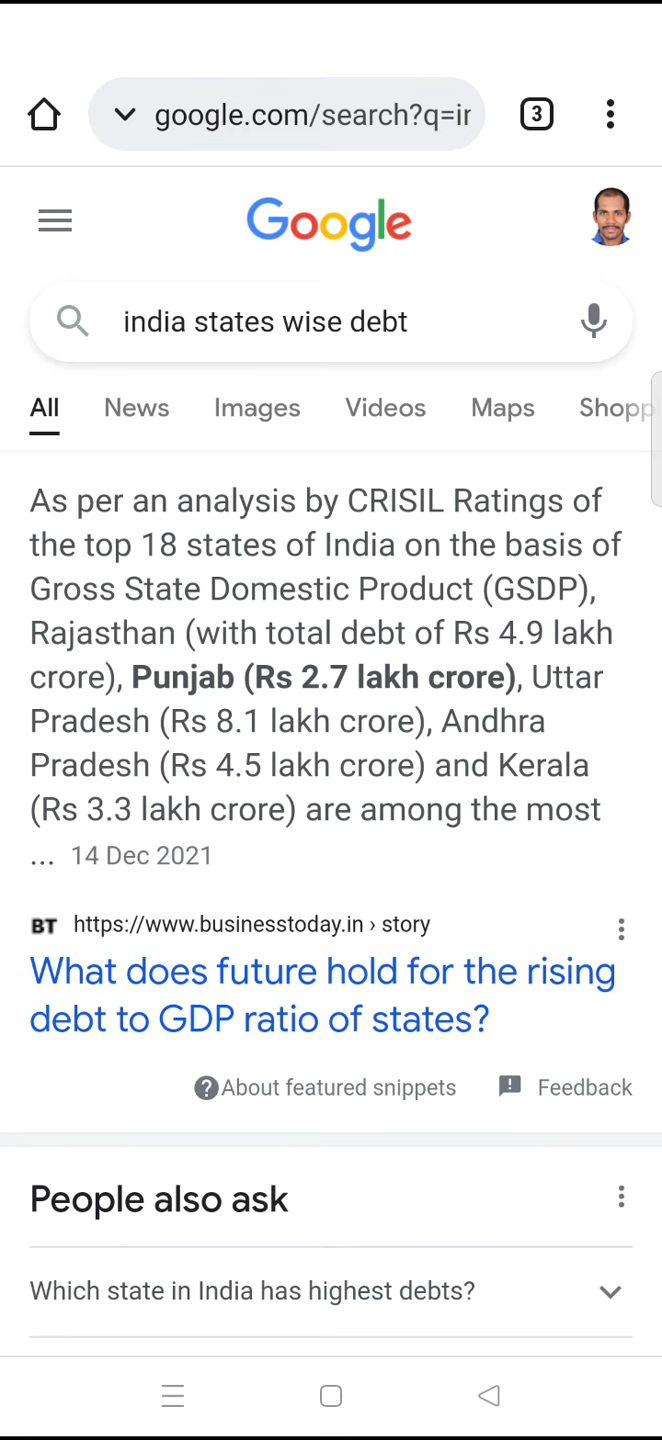 google.com/search?q=ir
3
Google
india states wise debt
All News Images Videos Maps Shopp
As per an analysis by CRISIL Ratings of
the top 18 states of India on the basis of
Gross State Domestic Product (GSDP),
Rajasthan (with total debt of Rs 4.9 lakh
crore), Punjab (Rs 2.7 lakh crore), Uttar
Pradesh (Rs 8.1 lakh crore), Andhra
Pradesh (Rs 4.5 lakh crore) and Kerala
(Rs 3.3 lakh crore) are among the most
... 14 Dec 2021
BT https://www.businesstoday.in › story
What does future hold for the rising
debt to GDP ratio of states?
About featured snippets Feedback
People also ask
Which state in India has highest debts?